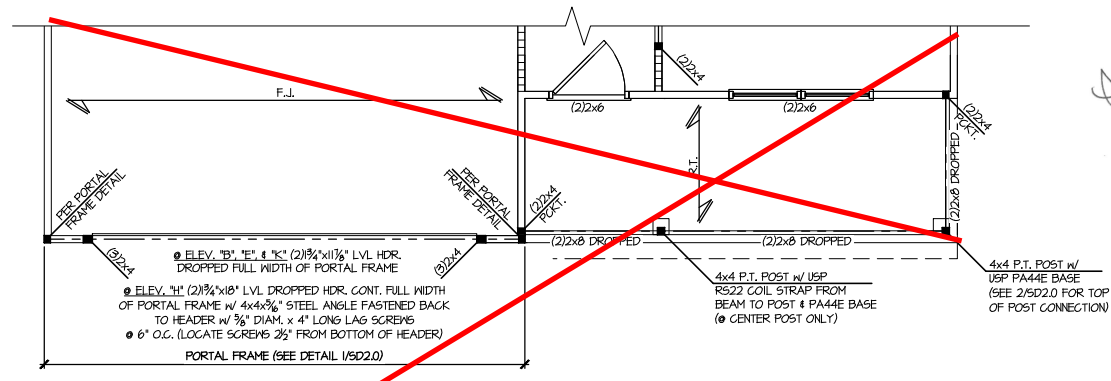 (2)2x4
F.J.
(2)2x6
(2)2x6
(2)2x4
PCKT.
R.T.
(2)2x8 DROPPED
PER PORTAL
FRAME DETAIL
PER PORTAL
FRAME DETAIL
(2)2x4
PCKT.
(3)2x4
(3)2x4
(2)2x8 DROPPED
(2)2x8 DROPPED
@ ELEV. "B", "E", & "K" (2)1¾"x11⅞" LVL HDR.
DROPPED FULL WIDTH OF PORTAL FRAME
@ ELEV. "H" (2)1¾"x18" LVL DROPPED HDR. CONT. FULL WIDTH
OF PORTAL FRAME W/ 4x4x5/16" STEEL ANGLE FASTENED BACK
TO HEADER W/ ⅜" DIAM. x 4" LONG LAG SCREWS
@ 6" O.C. (LOCATE SCREWS 2½" FROM BOTTOM OF HEADER)
PORTAL FRAME (SEE DETAIL 1/SD2.0)
4x4 P.T. POST W/ USP
RS22 COIL STRAP FROM
BEAM TO POST & PA44E BASE
(@ CENTER POST ONLY)
4x4 P.T. POST W/
USP PA44E BASE
(SEE 2/SD2.0 FOR TOP
OF POST CONNECTION)